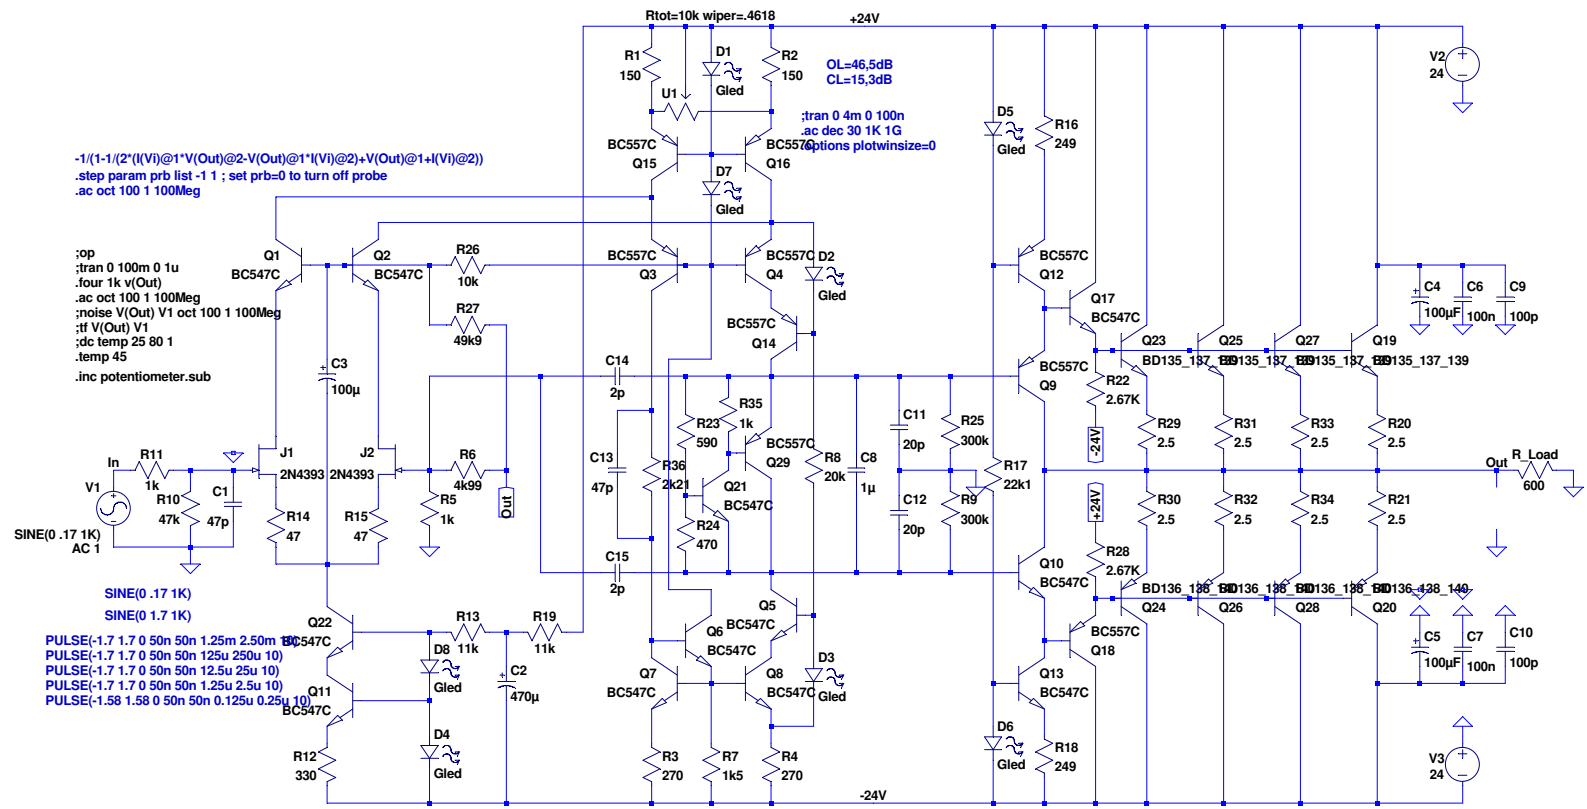 Rtot=10k wiper=.4618
+24V
R1
150
D1
Gled
R2
150
U1
OL=46,5dB
CL=15,3dB
V2
24
;tran 0 4m 0 100n
.ac dec 30 1K 1G
.options plotwinsize=0
D5
Gled
R16
249
-1/(1-1/(2*(I(Vi)@1*V(Out)@2-V(Out)@1*I(Vi)@2)+V(Out)@1+I(Vi)@2))
.step param prb list -1 1 ; set prb=0 to turn off probe
.ac oct 100 1 100Meg
BC557C
Q15
BC557C
Q16
D7
Gled
;op
;tran 0 100m 0 1u
.four 1k v(Out)
.ac oct 100 1 100Meg
;noise V(Out) V1 oct 100 1 100Meg
;tf V(Out) V1
;dc temp 25 80 1
.temp 45
.inc potentiometer.sub
Q1
BC547C
Q2
BC547C
R26
10k
R27
49k9
BC557C
Q3
BC557C
Q4
D2
Gled
BC557C
Q14
BC557C
Q12
Q17
BC547C
C4
100µF
C6
100n
C9
100p
Q23
BD135_137_139
Q25
BD135_137_139
Q27
BD135_137_139
Q19
BD135_137_139
C3
100µ
C14
2p
BC557C
Q9
R22
2.67K
-24V
R35
1k
R23
590
BC557C
Q29
C11
20p
R25
300k
R29
2.5
R31
2.5
R33
2.5
R20
2.5
In
R11
1k
V1
SINE(0 .17 1K)
AC 1
R10
47k
C1
47p
J1
2N4393
J2
2N4393
R6
4k99
Out
R5
1k
R14
47
R15
47
C13
47p
R36
2k21
Q21
BC547C
R24
470
R8
20k
C8
1µ
C12
20p
R9
300k
R17
22k1
+24V
R28
2.67K
Out
R_Load
600
R30
2.5
R32
2.5
R34
2.5
R21
2.5
C15
2p
Q10
BC547C
BD136_138_140
Q24
BD136_138_140
Q26
BD136_138_140
Q28
BD136_138_140
Q20
SINE(0 .17 1K)
SINE(0 1.7 1K)
PULSE(-1.7 1.7 0 50n 50n 1.25m 2.50m 10)
PULSE(-1.7 1.7 0 50n 50n 125u 250u 10)
PULSE(-1.7 1.7 0 50n 50n 12.5u 25u 10)
PULSE(-1.7 1.7 0 50n 50n 1.25u 2.5u 10)
PULSE(-1.58 1.58 0 50n 50n 0.125u 0.25u 10)
Q22
BC547C
R13
11k
R19
11k
D8
Gled
C2
470µ
Q11
BC547C
R12
330
D4
Gled
Q5
BC547C
Q6
BC547C
Q7
BC547C
Q8
BC547C
D3
Gled
R3
270
R7
1k5
R4
270
BC557C
Q18
Q13
BC547C
D6
Gled
R18
249
C5
100µF
C7
100n
C10
100p
V3
24
-24V